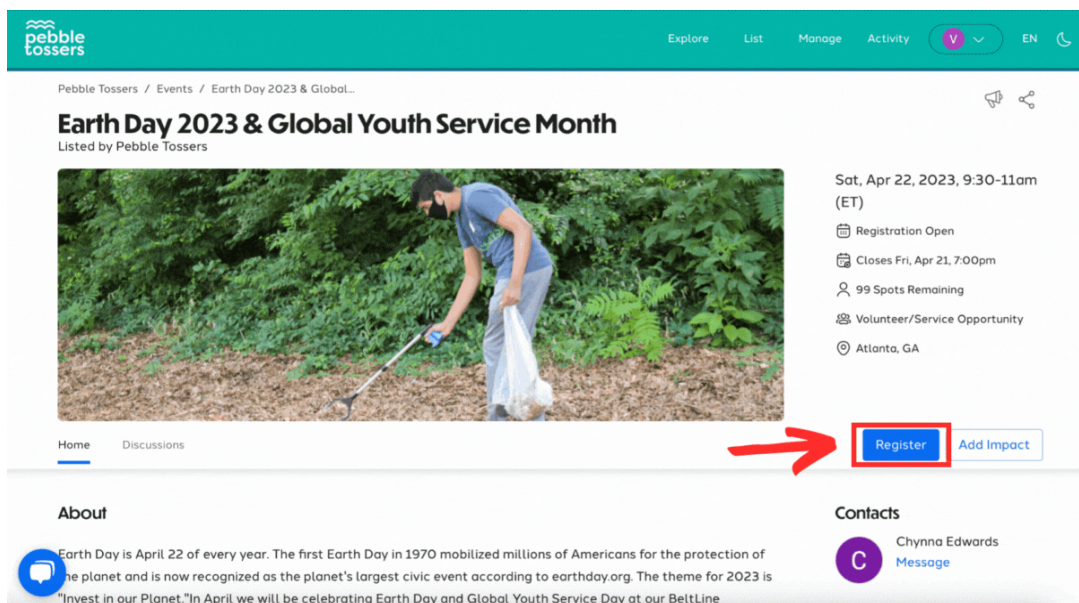 pebble
tossers
Explore
List
Manage
Activity
V
EN
Pebble Tossers / Events / Earth Day 2023 & Global...
Earth Day 2023 & Global Youth Service Month
Listed by Pebble Tossers
Sat, Apr 22, 2023, 9:30-11am
(ET)
Registration Open
Closes Fri, Apr 21, 7:00pm
99 Spots Remaining
Volunteer/Service Opportunity
Atlanta, GA
Home
Discussions
Register
Add Impact
About
Earth Day is April 22 of every year. The first Earth Day in 1970 mobilized millions of Americans for the protection of
the planet and is now recognized as the planet's largest civic event according to earthday.org. The theme for 2023 is
"Invest in our Planet."In April we will be celebrating Earth Day and Global Youth Service Day at our BeltLine
Contacts
C
Chynna Edwards
Message